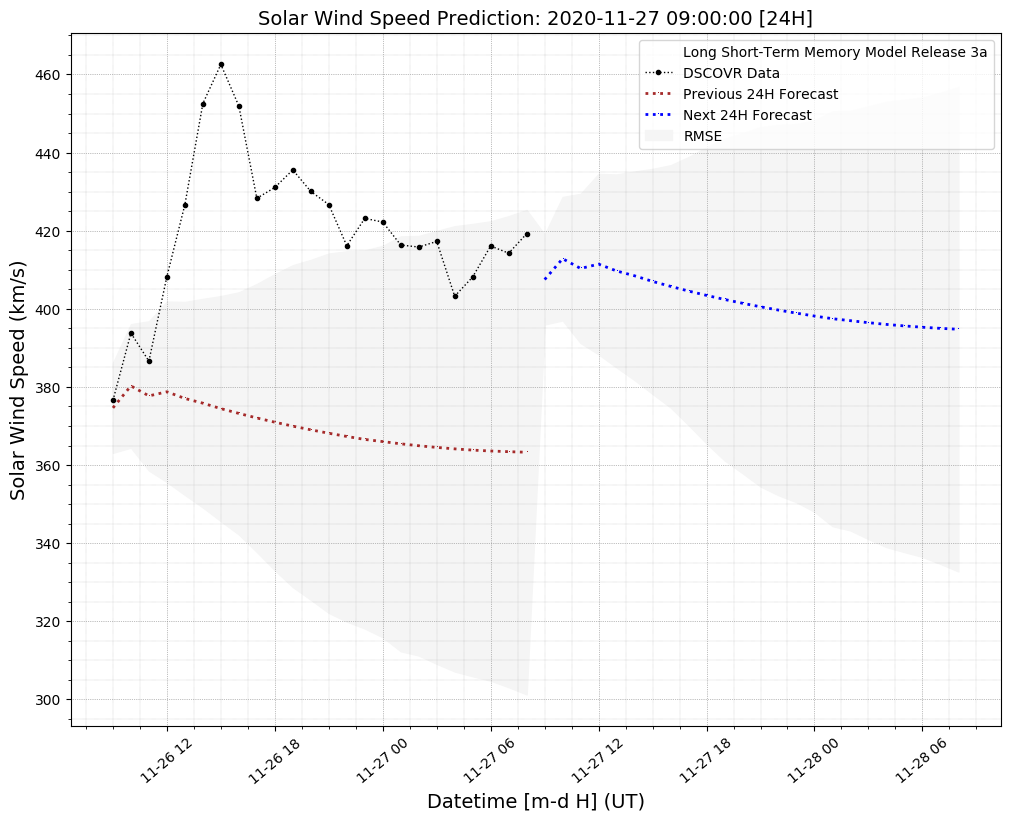 Solar Wind Speed Prediction: 2020-11-27 09:00:00 [24H]
Long Short-Term Memory Model Release 3a
DSCOVR Data
Previous 24H Forecast
Next 24H Forecast
RMSE
Solar Wind Speed (km/s)
460
440
420
400
380
360
340
320
300
11-26 12
11-26 18
11-27 00
11-27 06
11-27 12
11-27 18
11-28 00
11-28 06
Datetime [m-d H] (UT)